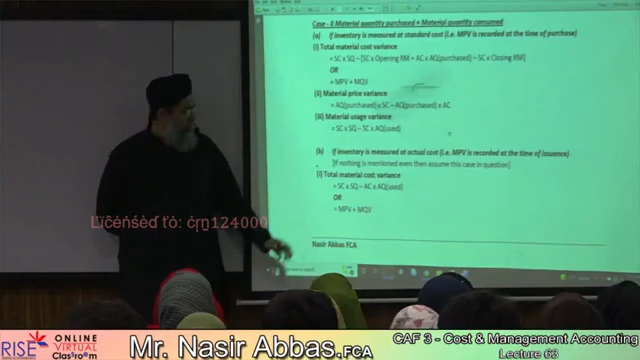 Case - II Material quantity purchased ≠ Material quantity consumed
(a) If inventory is measured at standard cost (i.e. MPV is recorded at the time of purchase)
(i) Total material cost variance
= SC x SQ – [SC x Opening RM + AC x AQ(purchased) – SC x Closing RM]
OR
= MPV + MQV
(ii) Material price variance
= AQ(purchased) x SC – AQ(purchased) x AC
(iii) Material usage variance
= SC x SQ – SC x AQ(used)
(b) If inventory is measured at actual cost (i.e. MPV is recorded at the time of issuance)
[If nothing is mentioned even then assume this case in question]
(i) Total material cost variance
= SC x SQ – AC x AQ(used)
OR
= MPV + MQV
Nasir Abbas FCA
Lïčėńśèď ťȯ: ċŗņ124000
RISE ONLINE VIRTUAL Classroom
Mr. Nasir Abbas.FCA
CAF 3 - Cost & Management Accounting
Lecture 63